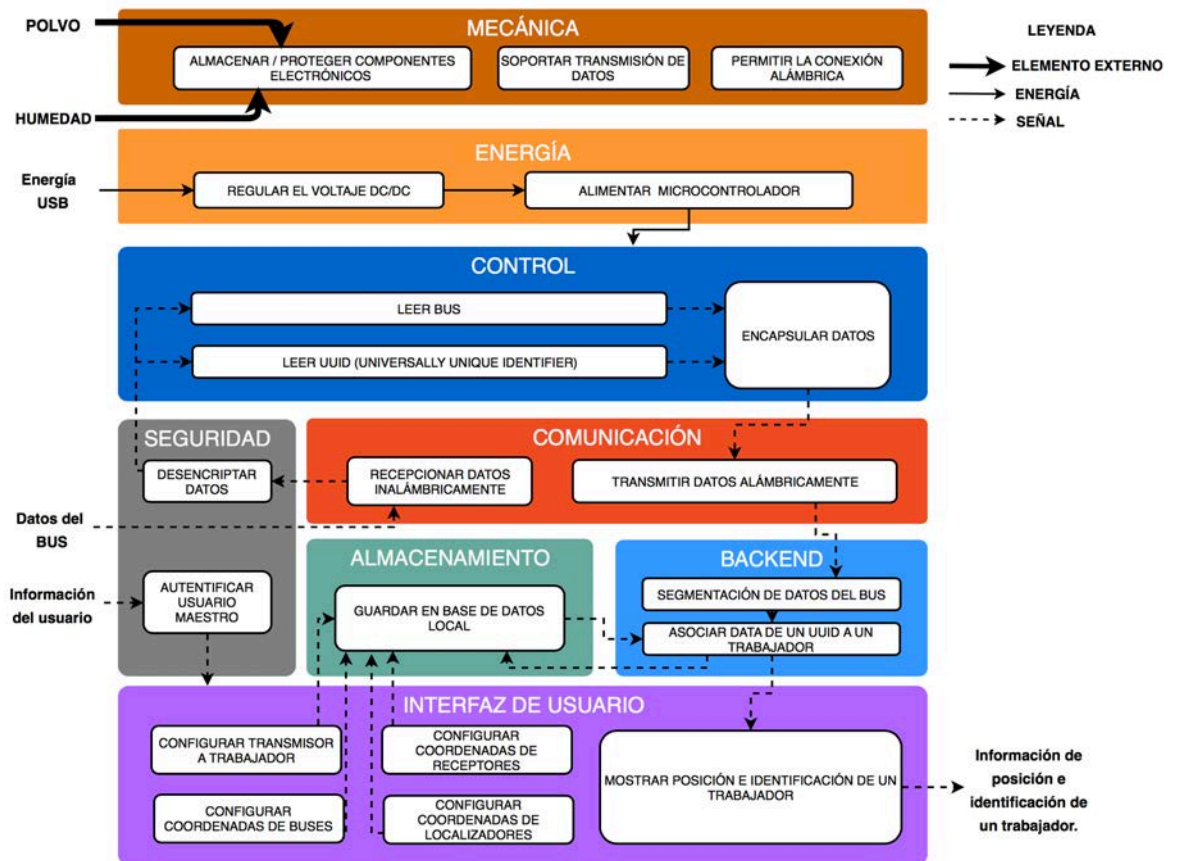 POLVO
MECÁNICA
LEYENDA
ALMACENAR / PROTEGER COMPONENTES
ELECTRÓNICOS
SOPORTAR TRANSMISIÓN DE
DATOS
PERMITIR LA CONEXIÓN
ALÁMBRICA
ELEMENTO EXTERNO
ENERGÍA
SEÑAL
HUMEDAD
ENERGÍA
Energía
USB
REGULAR EL VOLTAJE DC/DC
ALIMENTAR MICROCONTROLADOR
CONTROL
LEER BUS
LEER UUID (UNIVERSALLY UNIQUE IDENTIFIER)
ENCAPSULAR DATOS
SEGURIDAD
COMUNICACIÓN
DESENCRIPTAR
DATOS
RECEPCIONAR DATOS
INALÁMBRICAMENTE
TRANSMITIR DATOS ALÁMBRICAMENTE
Datos del
BUS
ALMACENAMIENTO
BACKEND
Información
del usuario
AUTENTIFICAR
USUARIO
MAESTRO
GUARDAR EN BASE DE DATOS
LOCAL
SEGMENTACIÓN DE DATOS DEL BUS
ASOCIAR DATA DE UN UUID A UN
TRABAJADOR
INTERFAZ DE USUARIO
CONFIGURAR TRANSMISOR
A TRABAJADOR
CONFIGURAR
COORDENADAS DE
RECEPTORES
CONFIGURAR
COORDENADAS DE BUSES
CONFIGURAR
COORDENADAS DE
LOCALIZADORES
MOSTRAR POSICIÓN E IDENTIFICACIÓN DE UN
TRABAJADOR
Información de
posición e
identificación de
un trabajador.